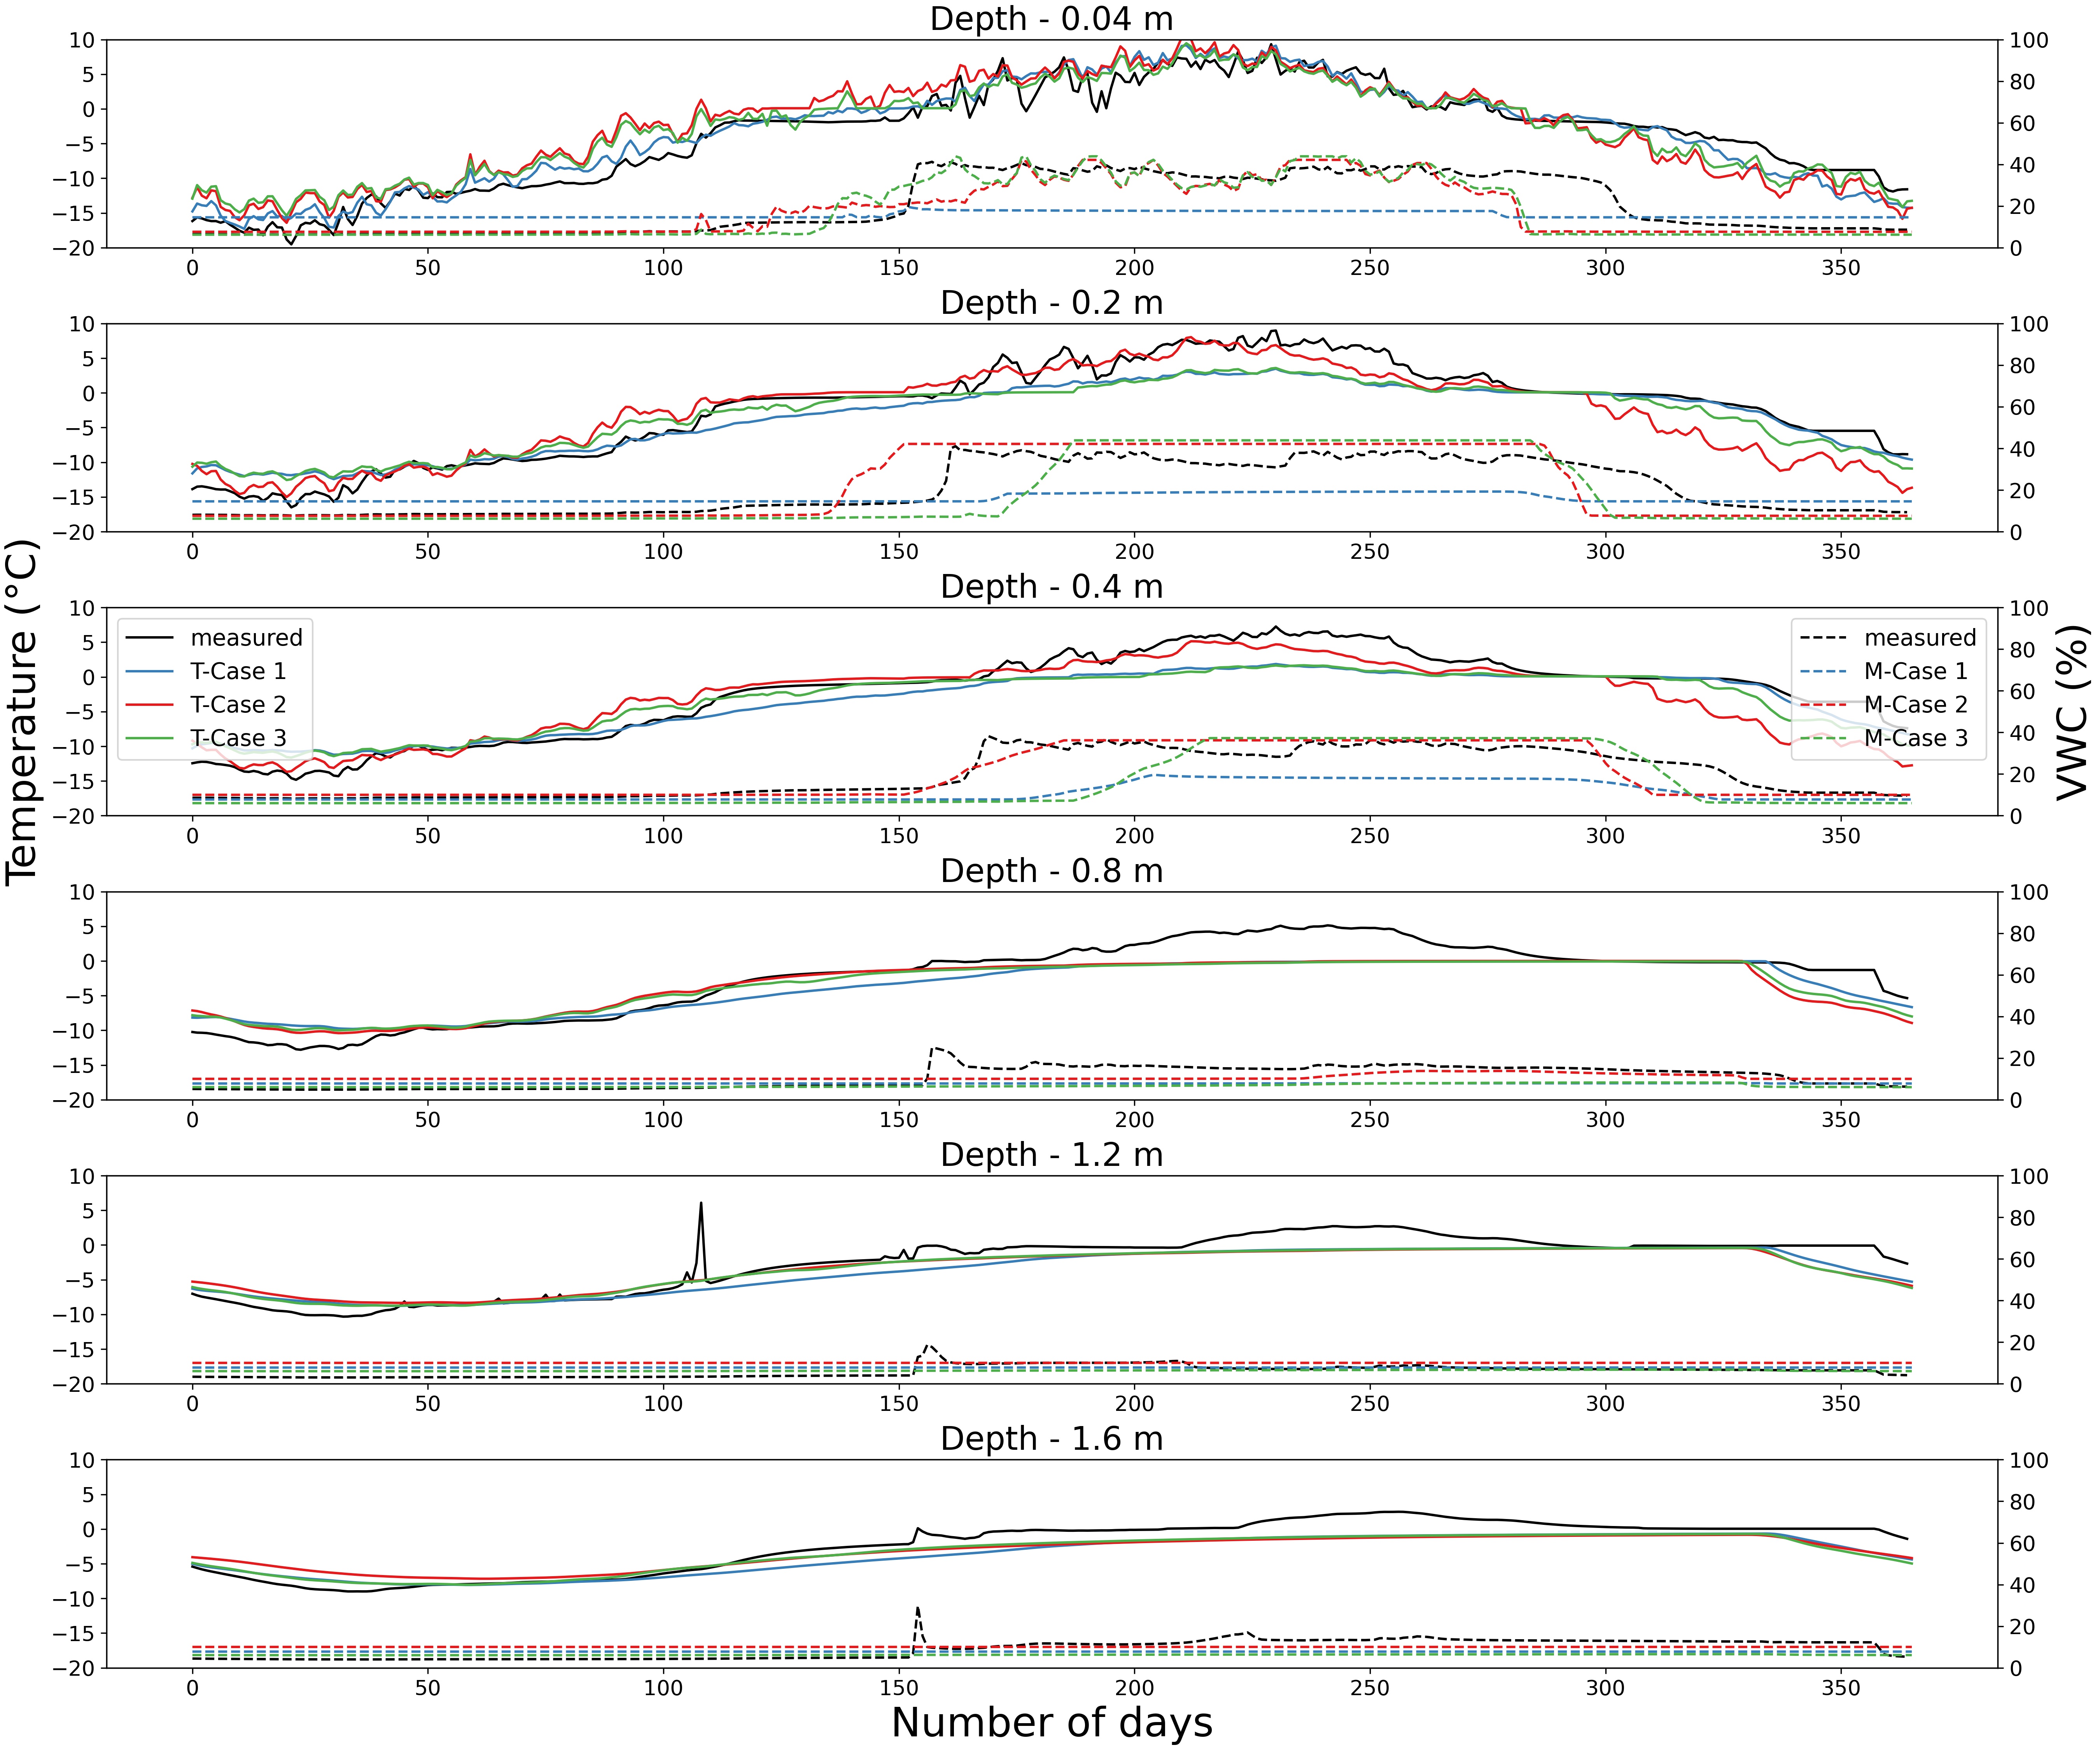 Depth - 0.04 m
10 5 0 −5 −10 −15 −20
100 80 60 40 20 0
0 50 100 150 200 250 300 350
Depth - 0.2 m
10 5 0 −5 −10 −15 −20
100 80 60 40 20 0
0 50 100 150 200 250 300 350
Temperature (°C)
Depth - 0.4 m
10 5 0 −5 −10 −15 −20
measured
T-Case 1
T-Case 2
T-Case 3
measured
M-Case 1
M-Case 2
M-Case 3
100 80 60 40 20 0
VWC (%)
0 50 100 150 200 250 300 350
Depth - 0.8 m
10 5 0 −5 −10 −15 −20
100 80 60 40 20 0
0 50 100 150 200 250 300 350
Depth - 1.2 m
10 5 0 −5 −10 −15 −20
100 80 60 40 20 0
0 50 100 150 200 250 300 350
Depth - 1.6 m
10 5 0 −5 −10 −15 −20
100 80 60 40 20 0
0 50 100 150 200 250 300 350
Number of days